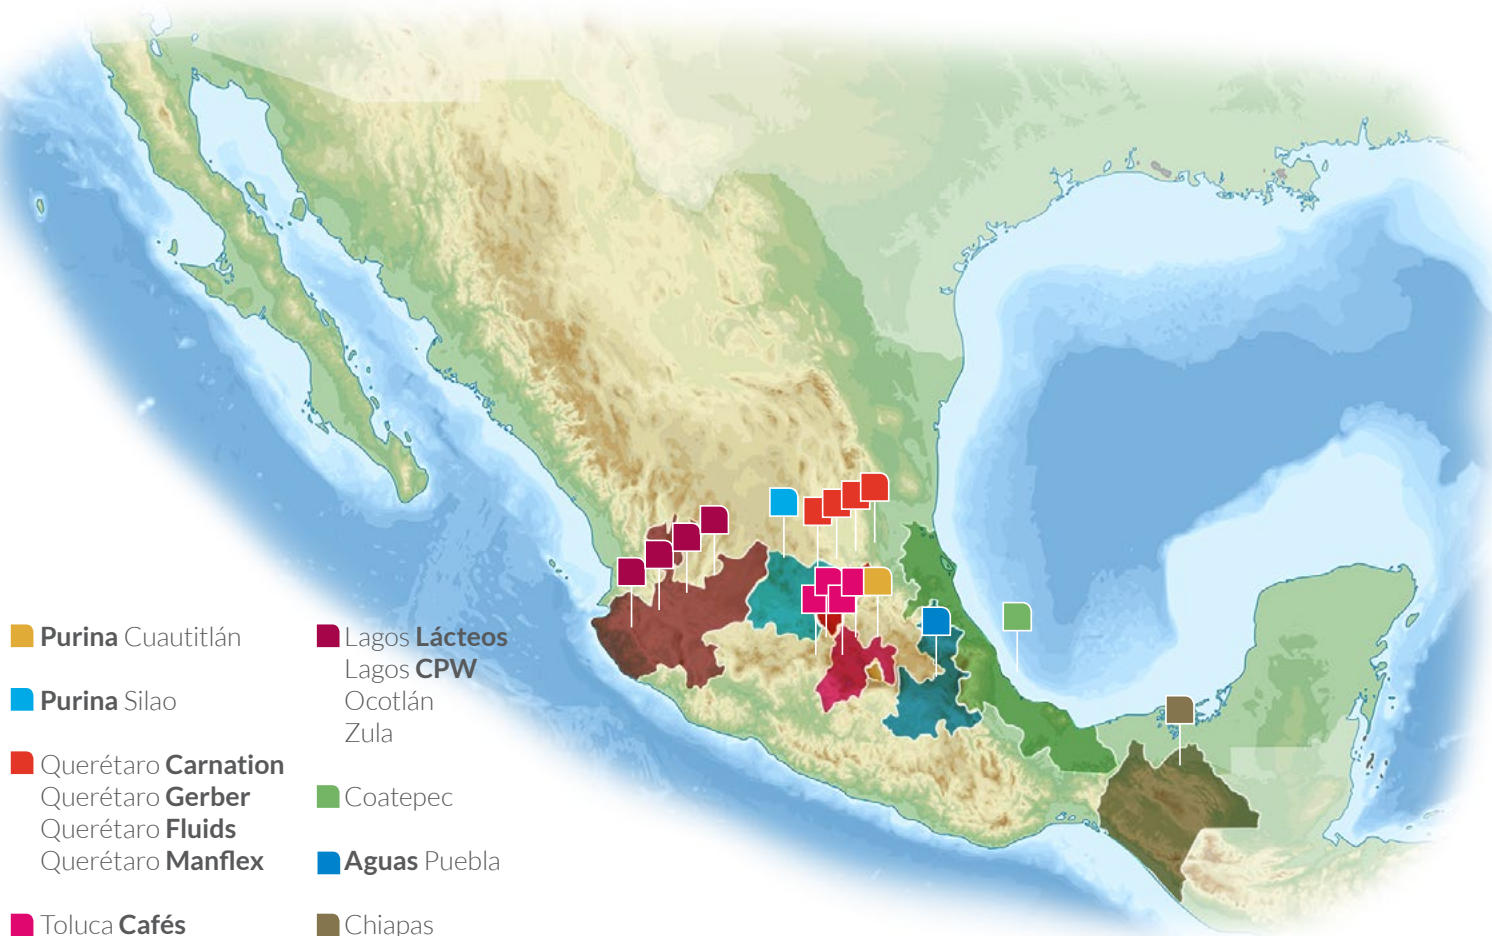 Purina Cuautitlán
Purina Silao
Querétaro Carnation
Querétaro Gerber
Querétaro Fluids
Querétaro Manflex
Toluca Cafés
Lagos Lácteos
Lagos CPW
Ocotlán
Zula
Coatepec
Aguas Puebla
Chiapas